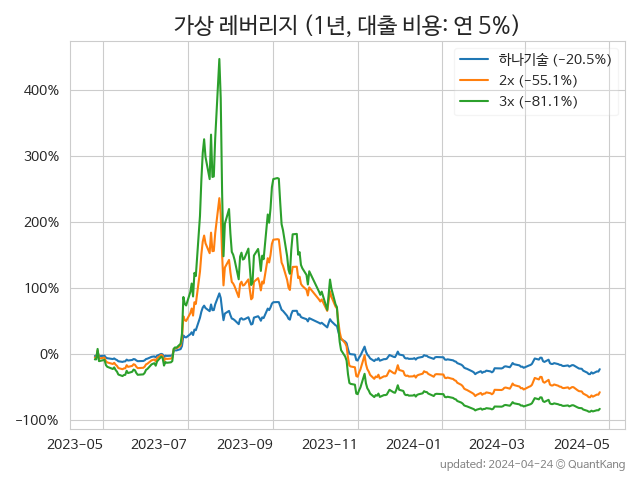 가상 레버리지 (1년, 대출 비용: 연 5%)
하나기술 (−20.5%)
2x (−55.1%)
3x (−81.1%)
400%
300%
200%
100%
0%
−100%
2023-05 2023-07 2023-09 2023-11 2024-01 2024-03 2024-05
updated: 2024-04-24 © QuantKang